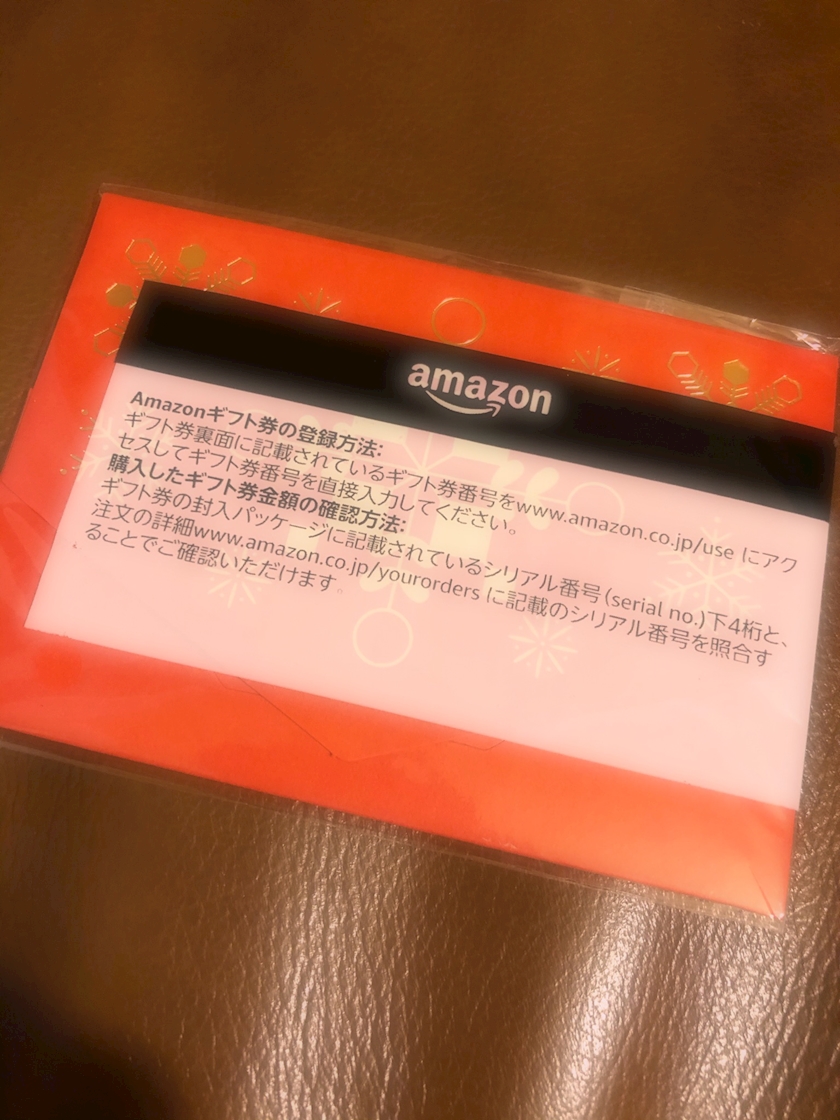 amazon
Amazonギフト券の登録方法:
ギフト券裏面に記載されているギフト券番号をwww.amazon.co.jp/use にアク
セスしてギフト券番号を直接入力してください。
購入したギフト券金額の確認方法:
ギフト券の封入パッケージに記載されているシリアル番号(serial no.)下4桁と、
注文の詳細www.amazon.co.jp/yourorders に記載のシリアル番号を照合す
ることでご確認いただけます。